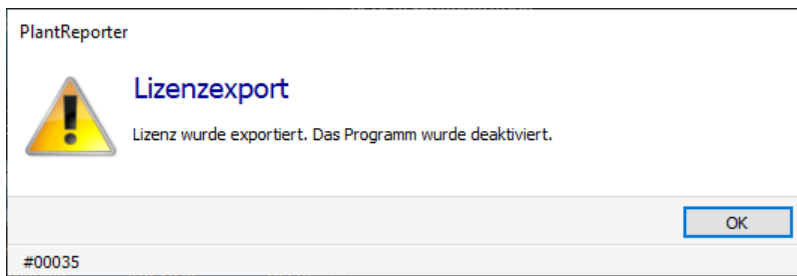 PlantReporter
Lizenzexport
Lizenz wurde exportiert. Das Programm wurde deaktiviert.
OK
#00035